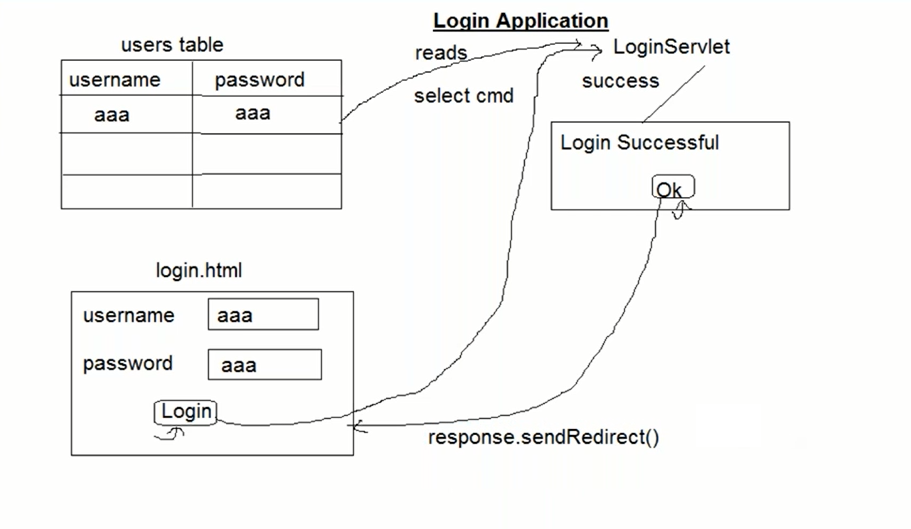 Login Application
users table
username password
aaa aaa
reads
select cmd
LoginServlet
success
Login Successful
Ok
login.html
username aaa
password aaa
Login
response.sendRedirect()